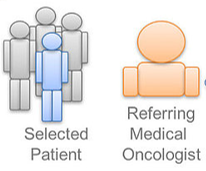 Selected
Patient
Referring
Medical
Oncologist